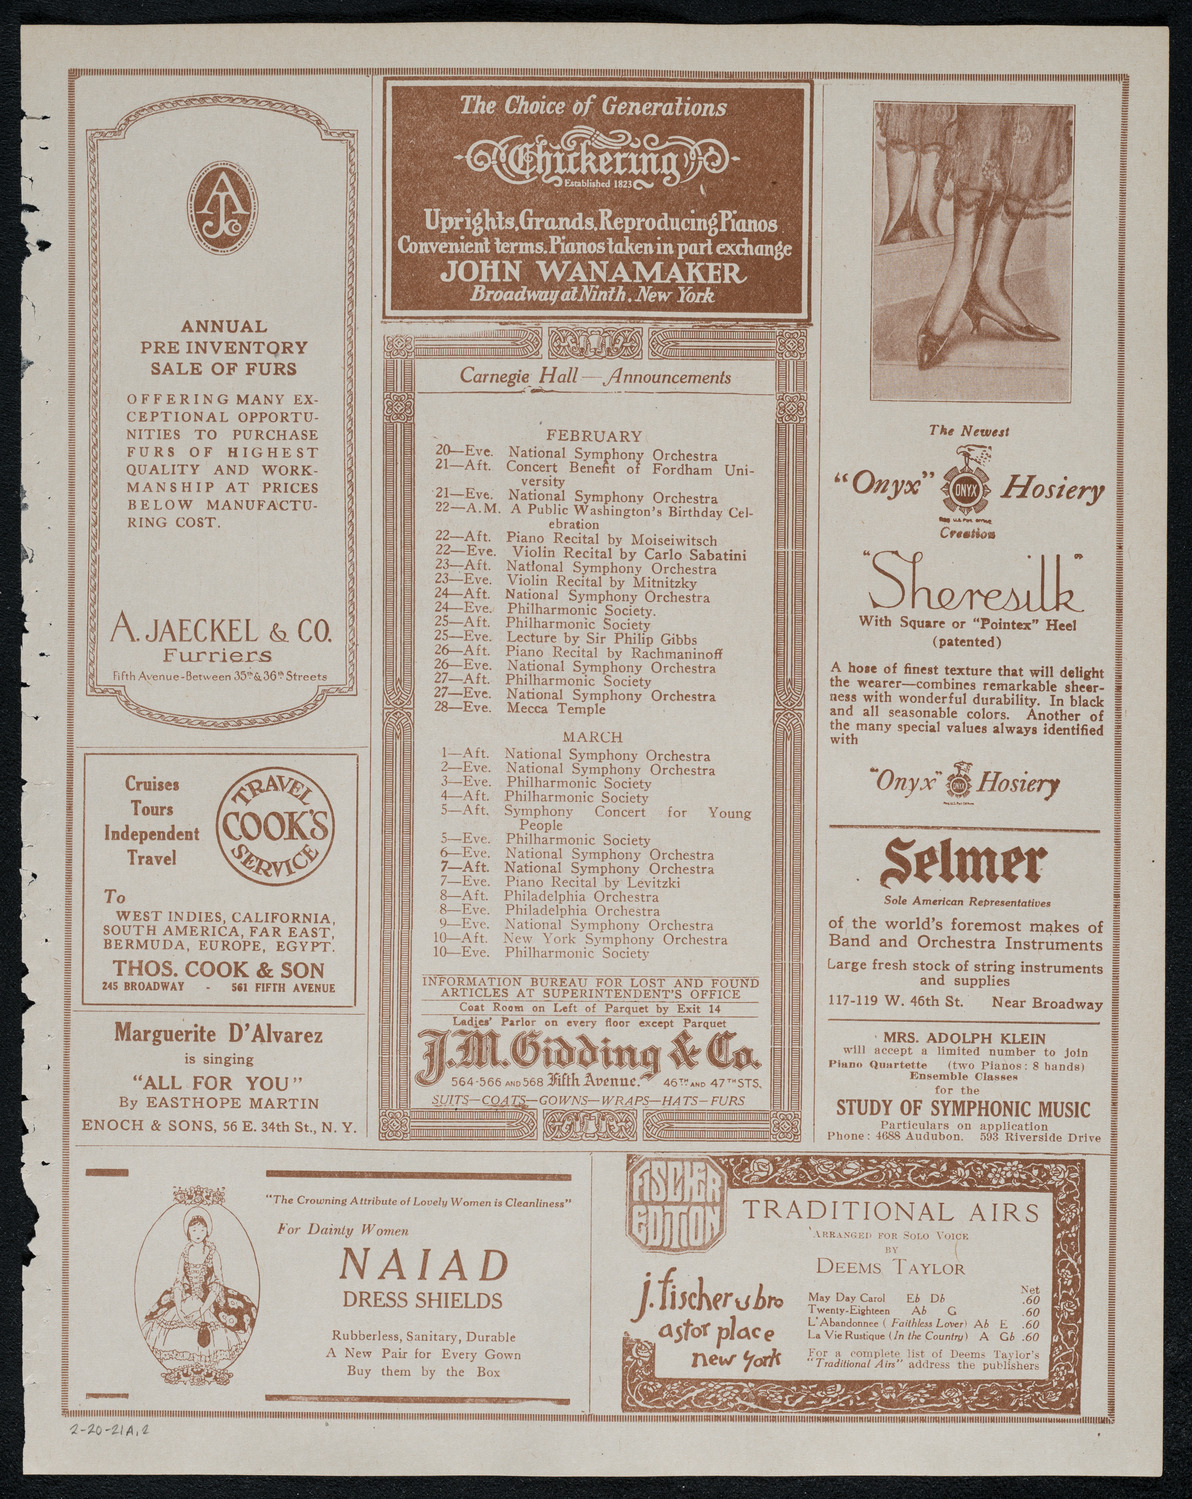 AJCo
ANNUAL
PRE INVENTORY
SALE OF FURS
OFFERING MANY EX-
CEPTIONAL OPPORTU-
NITIES TO PURCHASE
FURS OF HIGHEST
QUALITY AND WORK-
MANSHIP AT PRICES
BELOW MANUFACTU-
RING COST.
A. JAECKEL & CO.
Furriers
Fifth Avenue-Between 35th & 36th Streets
Cruises
Tours
Independent
Travel
TRAVEL
COOK'S
SERVICE
To
WEST INDIES, CALIFORNIA,
SOUTH AMERICA, FAR EAST,
BERMUDA, EUROPE, EGYPT.
THOS. COOK & SON
245 BROADWAY - 561 FIFTH AVENUE
Marguerite D'Alvarez
is singing
"ALL FOR YOU"
By EASTHOPE MARTIN
ENOCH & SONS, 56 E. 34th St., N. Y.
The Choice of Generations
Chickering
Established 1823
Uprights, Grands, Reproducing Pianos
Convenient terms. Pianos taken in part exchange
JOHN WANAMAKER
Broadway at Ninth, New York
Carnegie Hall — Announcements
FEBRUARY
20—Eve. National Symphony Orchestra
21—Aft. Concert Benefit of Fordham Uni-
versity
21—Eve. National Symphony Orchestra
22—A.M. A Public Washington's Birthday Cel-
ebration
22—Aft. Piano Recital by Moiseiwitsch
22—Eve. Violin Recital by Carlo Sabatini
23—Aft. National Symphony Orchestra
23—Eve. Violin Recital by Mitnitzky
24—Aft. National Symphony Orchestra
24—Eve. Philharmonic Society.
25—Aft. Philharmonic Society
25—Eve. Lecture by Sir Philip Gibbs
26—Aft. Piano Recital by Rachmaninoff
26—Eve. National Symphony Orchestra
27—Aft. Philharmonic Society
27—Eve. National Symphony Orchestra
28—Eve. Mecca Temple
MARCH
1—Aft. National Symphony Orchestra
2—Eve. National Symphony Orchestra
3—Eve. Philharmonic Society
4—Aft. Philharmonic Society
5—Aft. Symphony Concert for Young
People
5—Eve. Philharmonic Society
6—Eve. National Symphony Orchestra
7—Aft. National Symphony Orchestra
7—Eve. Piano Recital by Levitzki
8—Aft. Philadelphia Orchestra
8—Eve. Philadelphia Orchestra
9—Eve. National Symphony Orchestra
10—Aft. New York Symphony Orchestra
10—Eve. Philharmonic Society
INFORMATION BUREAU FOR LOST AND FOUND
ARTICLES AT SUPERINTENDENT'S OFFICE
Coat Room on Left of Parquet by Exit 14
Ladies' Parlor on every floor except Parquet
J. M. Gidding & Co.
564-566 AND 568 Fifth Avenue. 46TH AND 47TH STS.
SUITS—COATS—GOWNS—WRAPS—HATS—FURS
The Newest
"Onyx" ONYX Hosiery
Creation
"Sheresilk"
With Square or "Pointex" Heel
(patented)
A hose of finest texture that will delight
the wearer—combines remarkable sheer-
ness with wonderful durability. In black
and all seasonable colors. Another of
the many special values always identified
with
"Onyx" ONYX Hosiery
Selmer
Sole American Representatives
of the world's foremost makes of
Band and Orchestra Instruments
Large fresh stock of string instruments
and supplies
117-119 W. 46th St. Near Broadway
MRS. ADOLPH KLEIN
will accept a limited number to join
Piano Quartette (two Pianos: 8 hands)
Ensemble Classes
for the
STUDY OF SYMPHONIC MUSIC
Particulars on application
Phone: 4688 Audubon. 593 Riverside Drive
"The Crowning Attribute of Lovely Women is Cleanliness"
For Dainty Women
NAIAD
DRESS SHIELDS
Rubberless, Sanitary, Durable
A New Pair for Every Gown
Buy them by the Box
FISCHER
EDITION
j. fischer & bro
astor place
new york
TRADITIONAL AIRS
ARRANGED FOR SOLO VOICE
BY
DEEMS TAYLOR
Net
May Day Carol Eb Db .60
Twenty-Eighteen Ab G .60
L'Abandonnee (Faithless Lover) Ab E .60
La Vie Rustique (In the Country) A Gb .60
For a complete list of Deems Taylor's
"Traditional Airs" address the publishers
2-20-21A,2